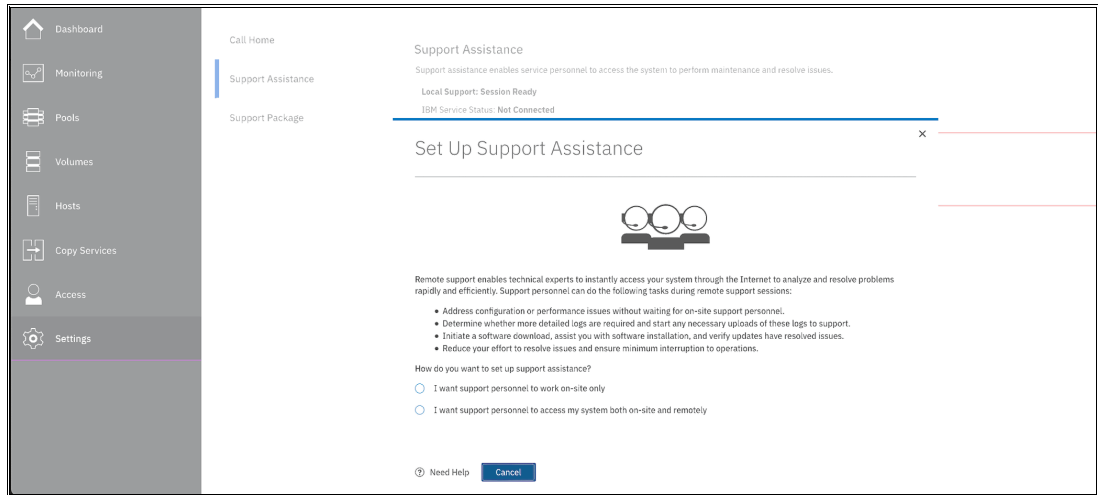 Dashboard
Monitoring
Pools
Volumes
Hosts
Copy Services
Access
Settings
Call Home
Support Assistance
Support Package
Support Assistance
Support assistance enables service personnel to access the system to perform maintenance and resolve issues.
Local Support: Session Ready
IBM Service Status: Not Connected
Set Up Support Assistance
Remote support enables technical experts to instantly access your system through the Internet to analyze and resolve problems
rapidly and efficiently. Support personnel can do the following tasks during remote support sessions:
• Address configuration or performance issues without waiting for on-site support personnel.
• Determine whether more detailed logs are required and start any necessary uploads of these logs to support.
• Initiate a software download, assist you with software installation, and verify updates have resolved issues.
• Reduce your effort to resolve issues and ensure minimum interruption to operations.
How do you want to set up support assistance?
I want support personnel to work on-site only
I want support personnel to access my system both on-site and remotely
Need Help Cancel